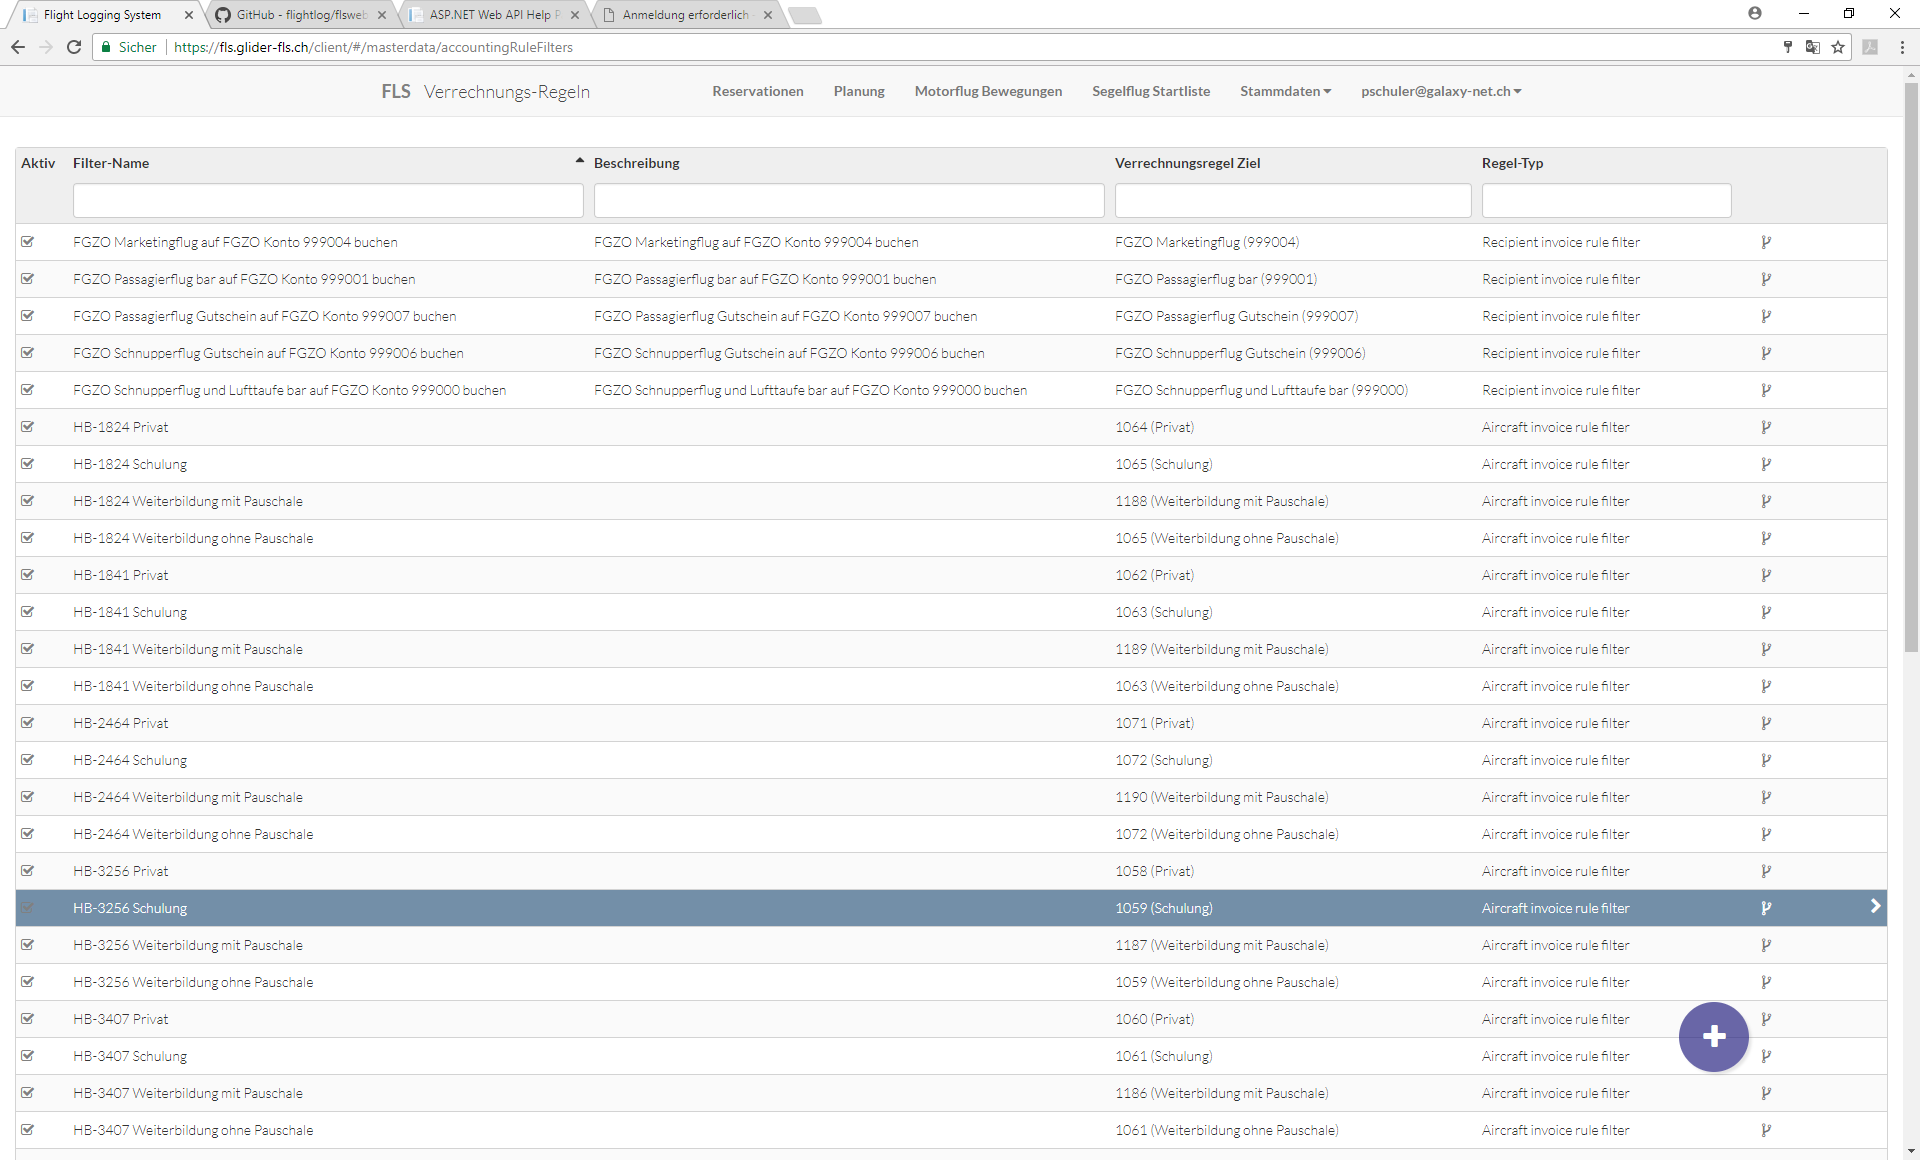 Flight Logging System
GitHub - flightlog/flsweb
ASP.NET Web API Help P
Anmeldung erforderlich
Sicher https://fls.glider-fls.ch/client/#/masterdata/accountingRuleFilters
FLS Verrechnungs-Regeln Reservationen Planung Motorflug Bewegungen Segelflug Startliste Stammdaten pschuler@galaxy-net.ch
Aktiv Filter-Name Beschreibung Verrechnungsregel Ziel Regel-Typ
FGZO Marketingflug auf FGZO Konto 999004 buchen FGZO Marketingflug auf FGZO Konto 999004 buchen FGZO Marketingflug (999004) Recipient invoice rule filter
FGZO Passagierflug bar auf FGZO Konto 999001 buchen FGZO Passagierflug bar auf FGZO Konto 999001 buchen FGZO Passagierflug bar (999001) Recipient invoice rule filter
FGZO Passagierflug Gutschein auf FGZO Konto 999007 buchen FGZO Passagierflug Gutschein auf FGZO Konto 999007 buchen FGZO Passagierflug Gutschein (999007) Recipient invoice rule filter
FGZO Schnupperflug Gutschein auf FGZO Konto 999006 buchen FGZO Schnupperflug Gutschein auf FGZO Konto 999006 buchen FGZO Schnupperflug Gutschein (999006) Recipient invoice rule filter
FGZO Schnupperflug und Lufttaufe bar auf FGZO Konto 999000 buchen FGZO Schnupperflug und Lufttaufe bar auf FGZO Konto 999000 buchen FGZO Schnupperflug und Lufttaufe bar (999000) Recipient invoice rule filter
HB-1824 Privat 1064 (Privat) Aircraft invoice rule filter
HB-1824 Schulung 1065 (Schulung) Aircraft invoice rule filter
HB-1824 Weiterbildung mit Pauschale 1188 (Weiterbildung mit Pauschale) Aircraft invoice rule filter
HB-1824 Weiterbildung ohne Pauschale 1065 (Weiterbildung ohne Pauschale) Aircraft invoice rule filter
HB-1841 Privat 1062 (Privat) Aircraft invoice rule filter
HB-1841 Schulung 1063 (Schulung) Aircraft invoice rule filter
HB-1841 Weiterbildung mit Pauschale 1189 (Weiterbildung mit Pauschale) Aircraft invoice rule filter
HB-1841 Weiterbildung ohne Pauschale 1063 (Weiterbildung ohne Pauschale) Aircraft invoice rule filter
HB-2464 Privat 1071 (Privat) Aircraft invoice rule filter
HB-2464 Schulung 1072 (Schulung) Aircraft invoice rule filter
HB-2464 Weiterbildung mit Pauschale 1190 (Weiterbildung mit Pauschale) Aircraft invoice rule filter
HB-2464 Weiterbildung ohne Pauschale 1072 (Weiterbildung ohne Pauschale) Aircraft invoice rule filter
HB-3256 Privat 1058 (Privat) Aircraft invoice rule filter
HB-3256 Schulung 1059 (Schulung) Aircraft invoice rule filter
HB-3256 Weiterbildung mit Pauschale 1187 (Weiterbildung mit Pauschale) Aircraft invoice rule filter
HB-3256 Weiterbildung ohne Pauschale 1059 (Weiterbildung ohne Pauschale) Aircraft invoice rule filter
HB-3407 Privat 1060 (Privat) Aircraft invoice rule filter
HB-3407 Schulung 1061 (Schulung) Aircraft invoice rule filter
HB-3407 Weiterbildung mit Pauschale 1186 (Weiterbildung mit Pauschale) Aircraft invoice rule filter
HB-3407 Weiterbildung ohne Pauschale 1061 (Weiterbildung ohne Pauschale) Aircraft invoice rule filter